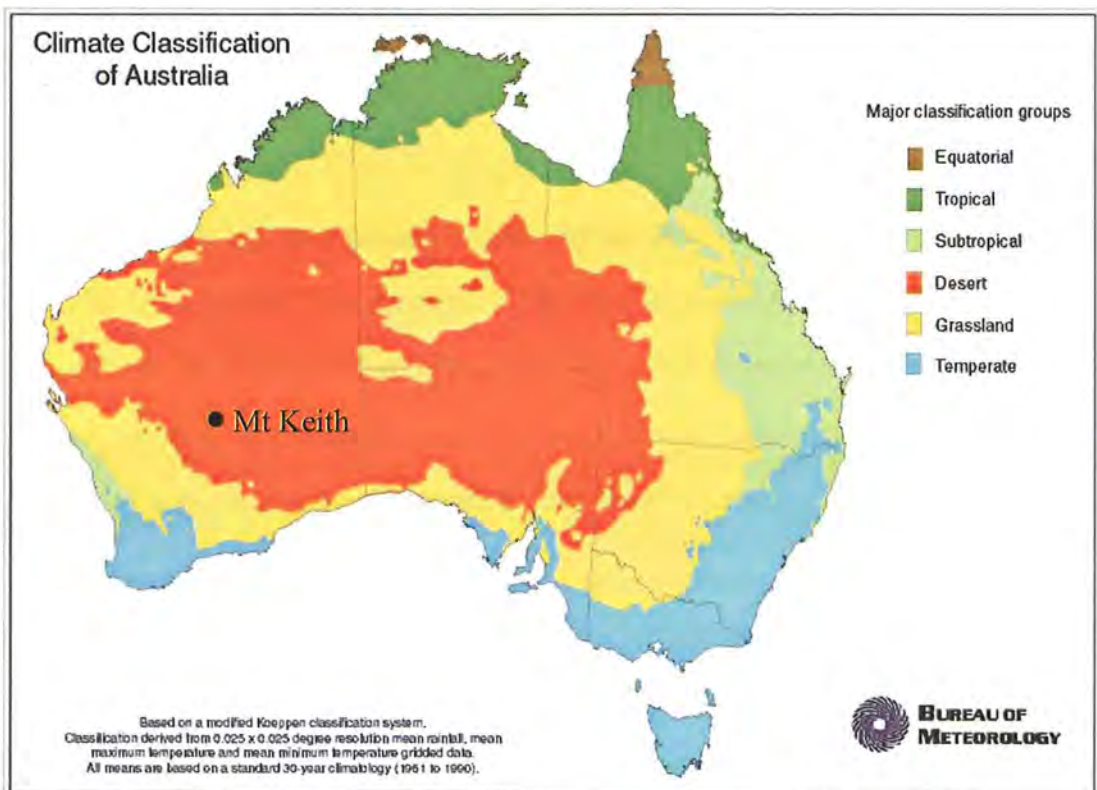 Climate Classification
of Australia
Major classification groups
Equatorial
Tropical
Subtropical
Desert
Grassland
Temperate
Mt Keith
Based on a modified Koeppen classification system.
Classification derived from 0.025 x 0.025 degree resolution mean rainfall, mean
maximum temperature and mean minimum temperature gridded data.
All means are based on a standard 30-year climatology (1961 to 1990).
BUREAU OF
METEOROLOGY